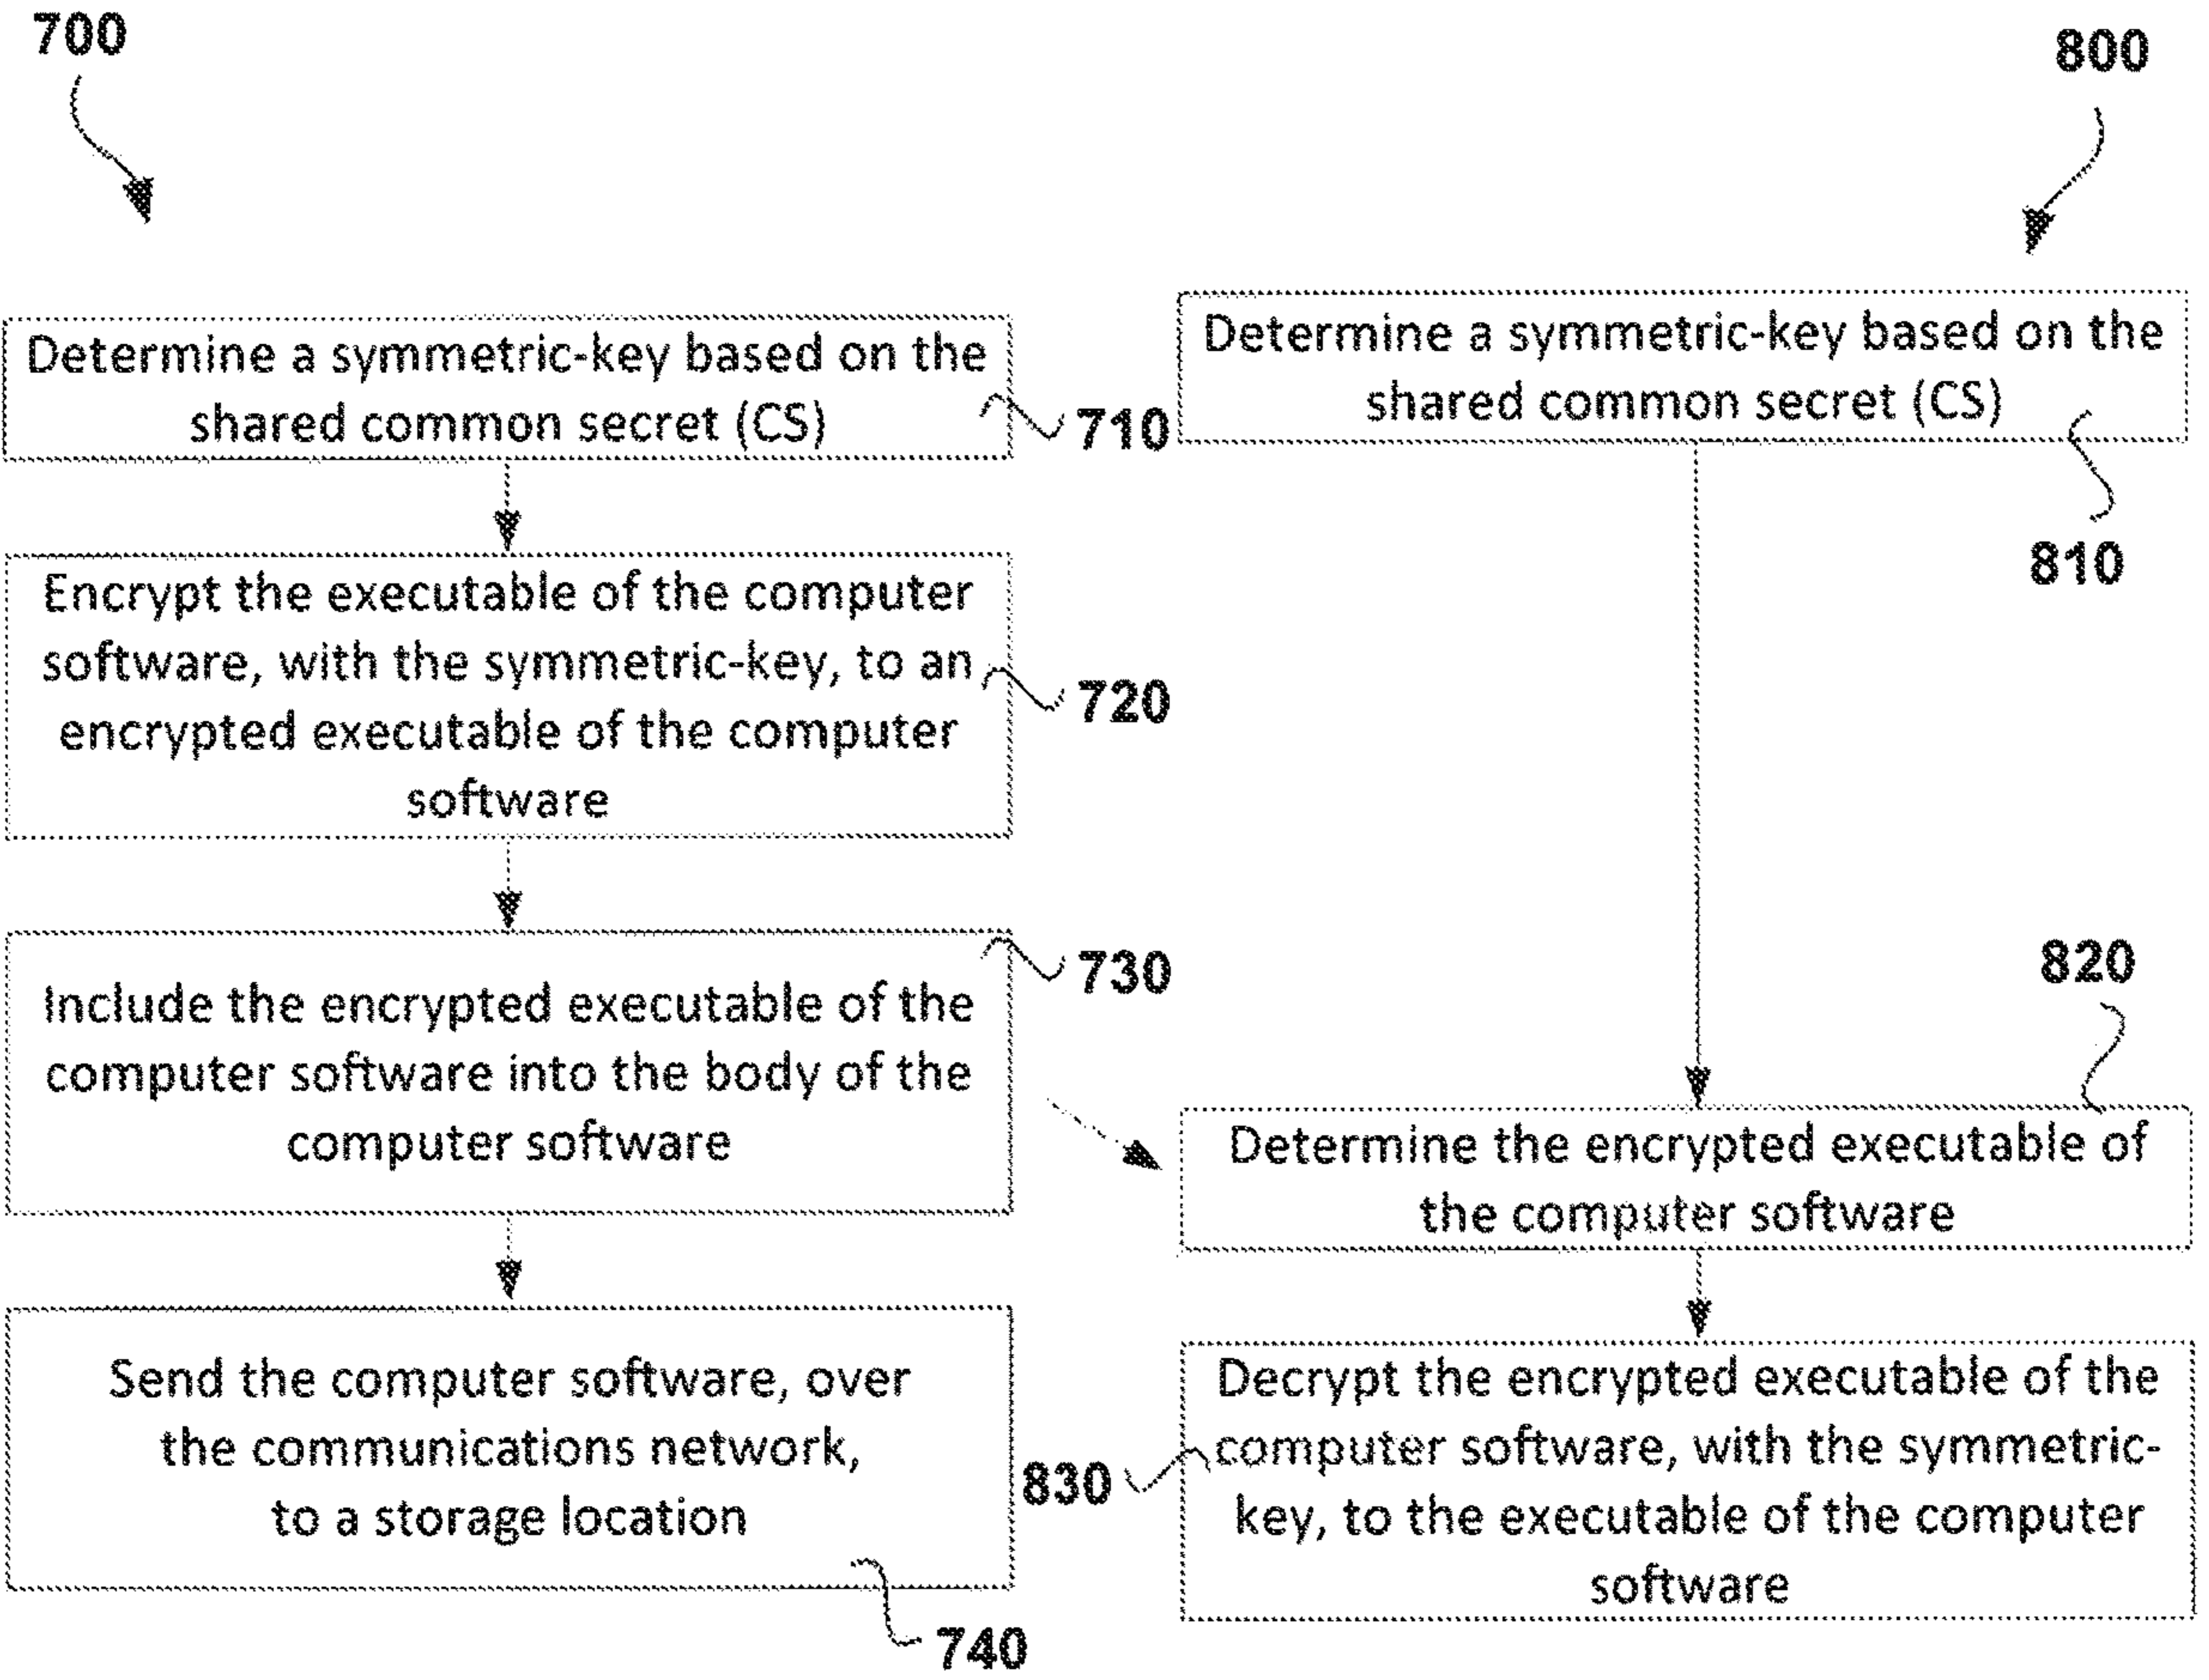 700
Determine a symmetric-key based on the
shared common secret (CS)
710
Encrypt the executable of the computer
software, with the symmetric-key, to an
encrypted executable of the computer
software
720
730
Include the encrypted executable of the
computer software into the body of the
computer software
Send the computer software, over
the communications network,
to a storage location
740
800
Determine a symmetric-key based on the
shared common secret (CS)
810
820
Determine the encrypted executable of
the computer software
Decrypt the encrypted executable of the
computer software, with the symmetric-
key, to the executable of the computer
software
830